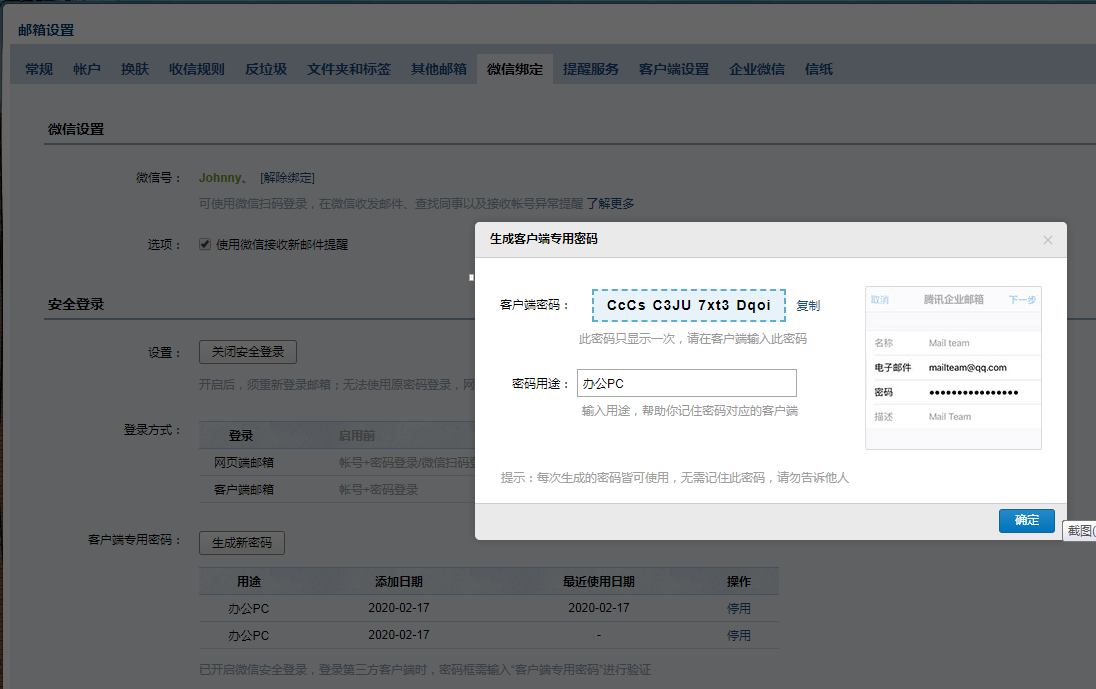 邮箱设置
常规 帐户 换肤 收信规则 反垃圾 文件夹和标签 其他邮箱 微信绑定 提醒服务 客户端设置 企业微信 信纸
微信设置
微信号： Johnny、 [解除绑定]
可使用微信扫码登录，在微信收发邮件、查找同事以及接收帐号异常提醒 了解更多
选项： 使用微信接收新邮件提醒
安全登录
设置： 关闭安全登录
开启后，须重新登录邮箱；无法使用原密码登录，网
登录方式： 登录 启用前
网页端邮箱 帐号+密码登录/微信扫码登
客户端邮箱 帐号+密码登录
客户端专用密码： 生成新密码
用途 添加日期 最近使用日期 操作
办公PC 2020-02-17 2020-02-17 停用
办公PC 2020-02-17 - 停用
已开启微信安全登录，登录第三方客户端时，密码框需输入“客户端专用密码”进行验证
生成客户端专用密码 ×
客户端密码： CcCs C3JU 7xt3 Dqoi 复制
此密码只显示一次，请在客户端输入此密码
密码用途： 办公PC
输入用途，帮助你记住密码对应的客户端
取消 腾讯企业邮箱 下一步
名称 Mail team
电子邮件 mailteam@qq.com
密码 ●●●●●●●●●●●●●●●
描述 Mail Team
提示：每次生成的密码皆可使用，无需记住此密码，请勿告诉他人
确定
截图(